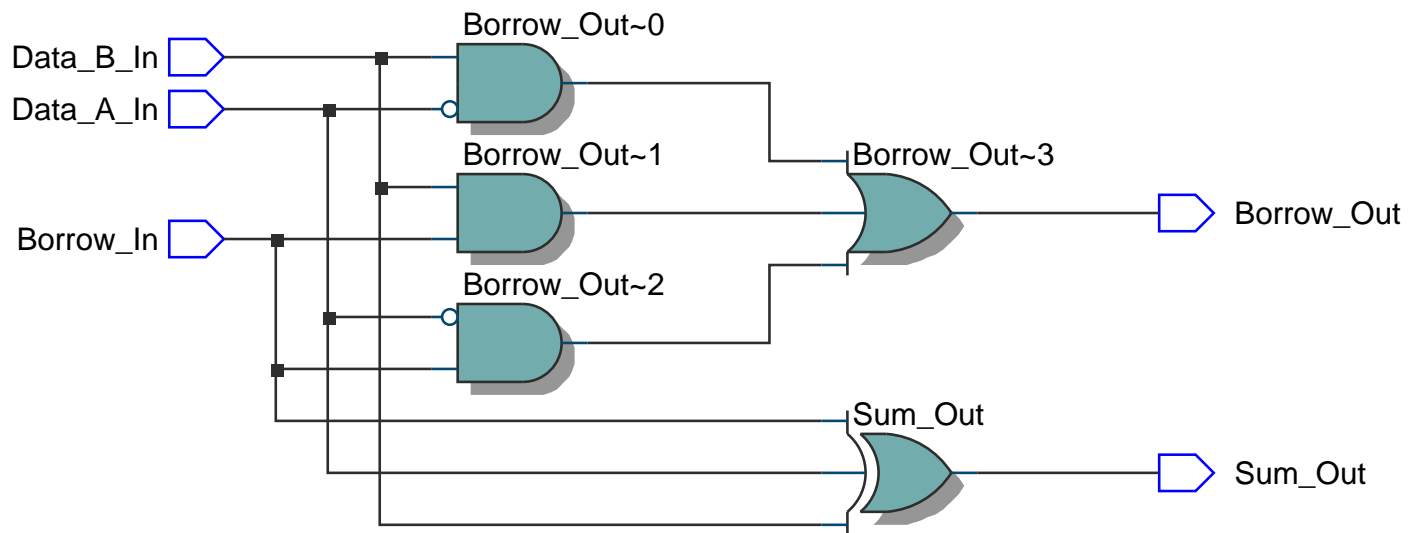 Borrow_Out~0
Data_B_In
Data_A_In
Borrow_Out~1
Borrow_Out~3
Borrow_In
Borrow_Out
Borrow_Out~2
Sum_Out
Sum_Out